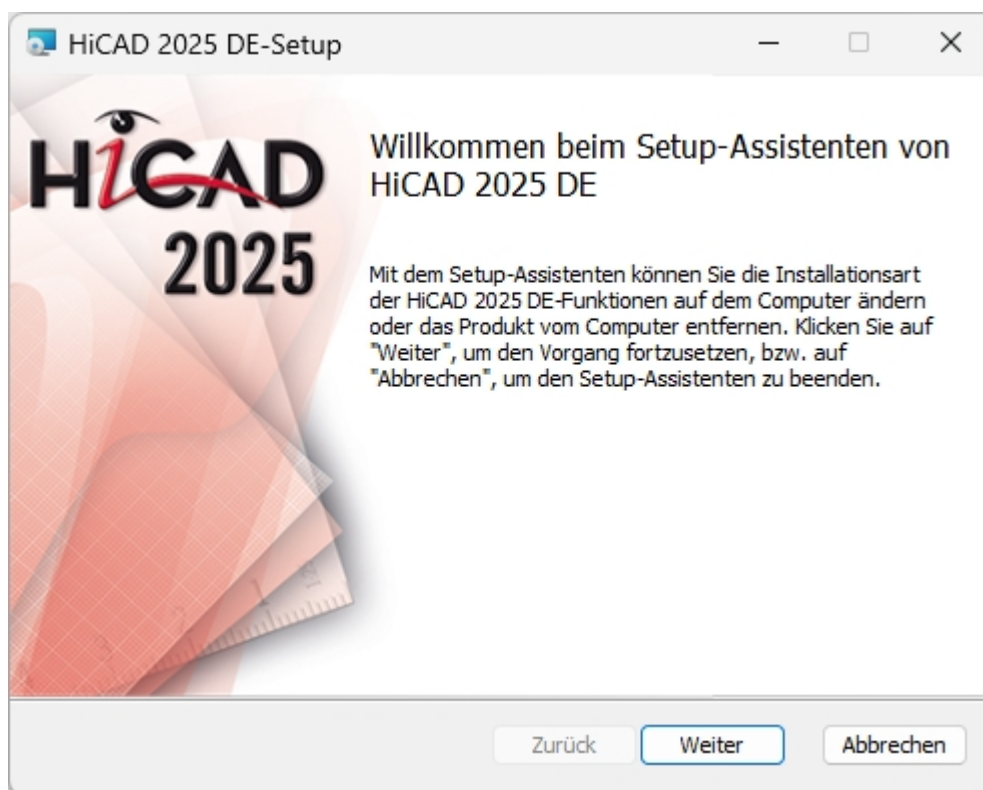 HiCAD 2025 DE-Setup
HiCAD
2025
Willkommen beim Setup-Assistenten von
HiCAD 2025 DE
Mit dem Setup-Assistenten können Sie die Installationsart
der HiCAD 2025 DE-Funktionen auf dem Computer ändern
oder das Produkt vom Computer entfernen. Klicken Sie auf
"Weiter", um den Vorgang fortzusetzen, bzw. auf
"Abbrechen", um den Setup-Assistenten zu beenden.
Zurück
Weiter
Abbrechen